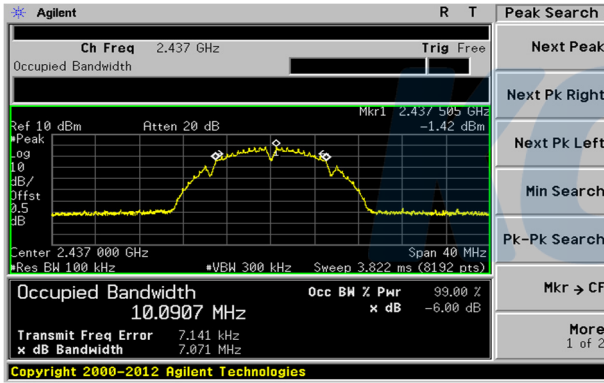 Agilent R T
Peak Search
Ch Freq 2.437 GHz Trig Free
Occupied Bandwidth
Next Peak
Next Pk Right
Next Pk Left
Min Search
Pk-Pk Search
Mkr → CF
More
1 of 2
Mkr1 2.437 505 GHz
Ref 10 dBm Atten 20 dB -1.42 dBm
#Peak
Log
10
dB/
Offst
0.5
dB
Center 2.437 000 GHz Span 40 MHz
#Res BW 100 kHz #VBW 300 kHz Sweep 3.822 ms (8192 pts)
Occupied Bandwidth Occ BW % Pwr 99.00 %
10.0907 MHz x dB -6.00 dB
Transmit Freq Error 7.141 kHz
x dB Bandwidth 7.071 MHz
Copyright 2000-2012 Agilent Technologies